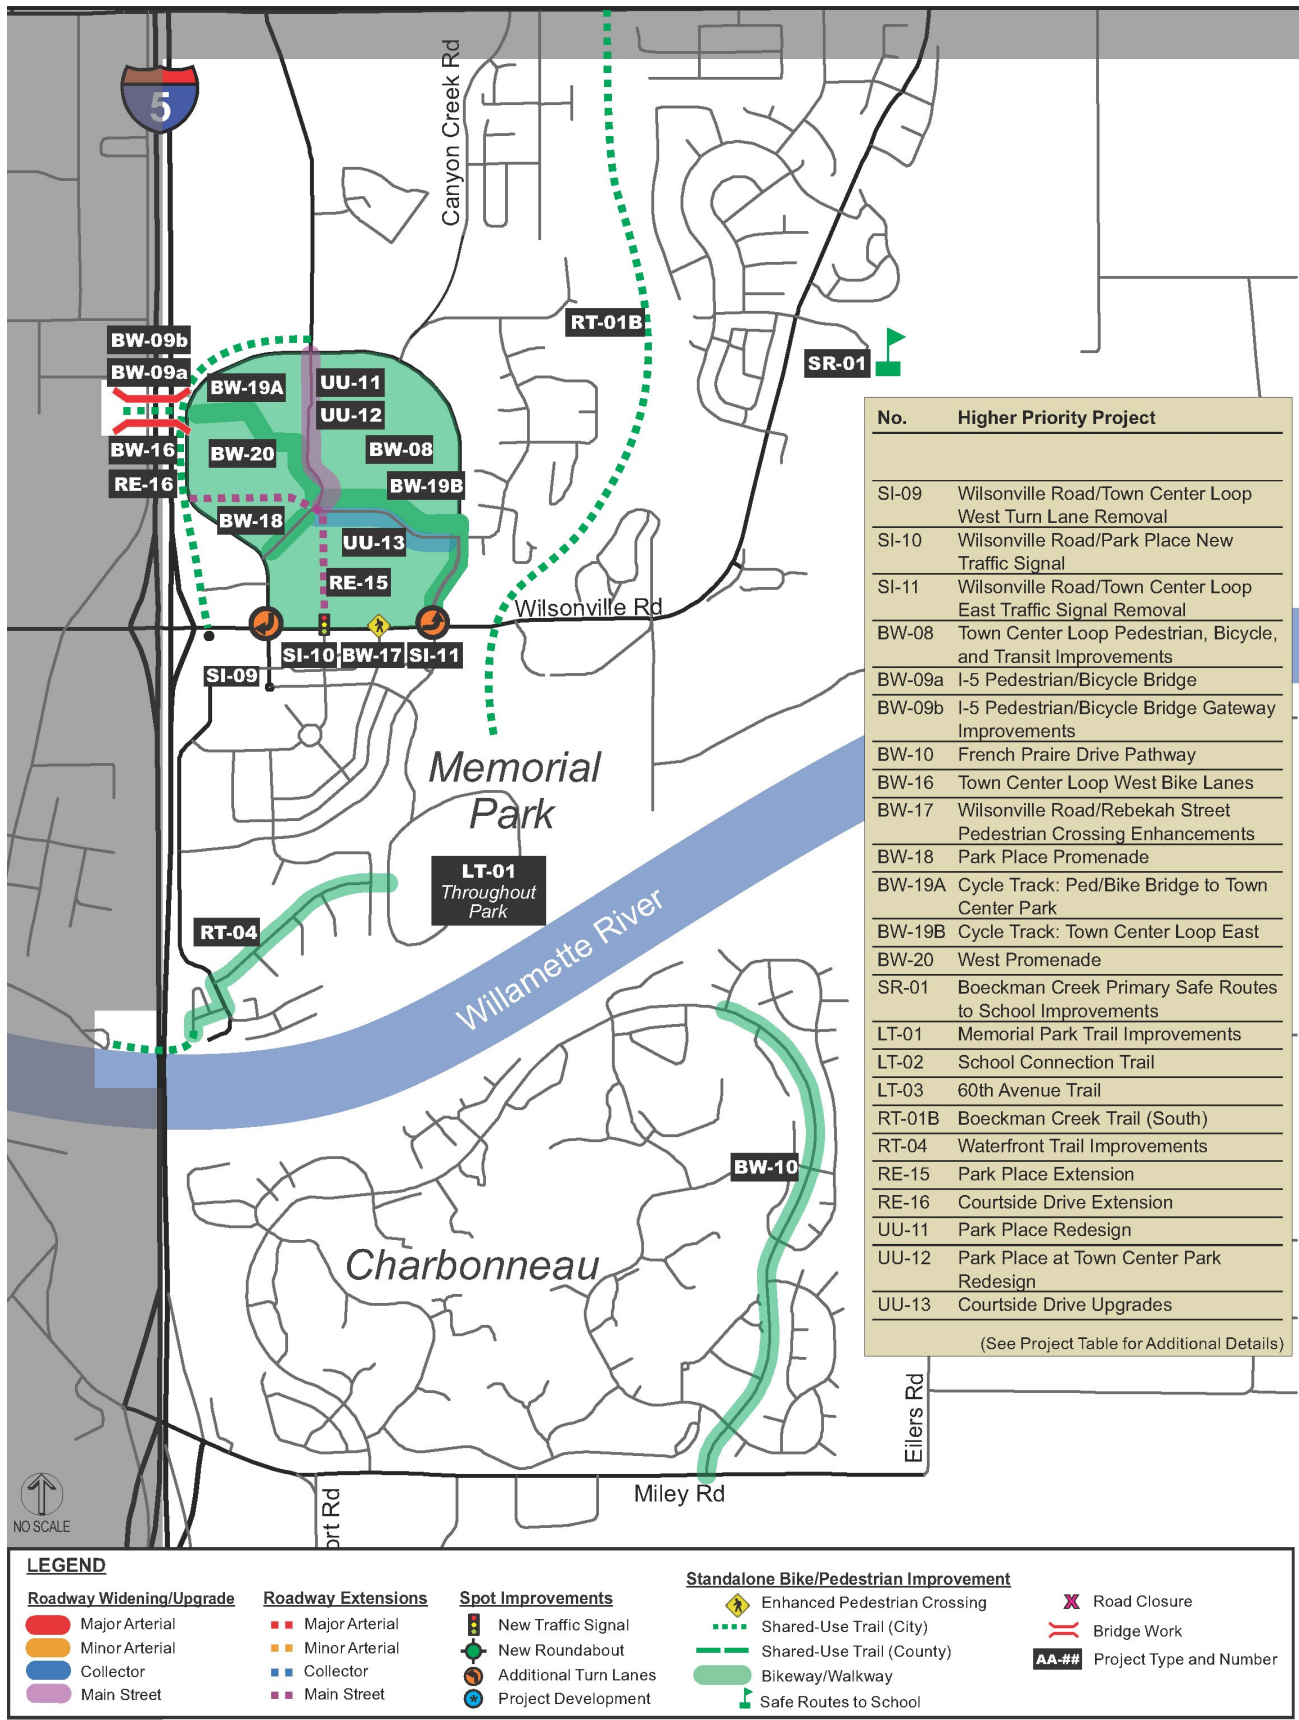 5
Canyon Creek Rd
RT-01B
SR-01
BW-09b
BW-09a
BW-16
RE-16
BW-19A
UU-11
UU-12
BW-20
BW-08
BW-19B
BW-18
UU-13
RE-15
Wilsonville Rd
SI-10
BW-17
SI-11
SI-09
Memorial
Park
LT-01
Throughout
Park
RT-04
Willamette River
BW-10
Charbonneau
Eilers Rd
Miley Rd
ort Rd
NO SCALE
No. Higher Priority Project
SI-09 Wilsonville Road/Town Center Loop
West Turn Lane Removal
SI-10 Wilsonville Road/Park Place New
Traffic Signal
SI-11 Wilsonville Road/Town Center Loop
East Traffic Signal Removal
BW-08 Town Center Loop Pedestrian, Bicycle,
and Transit Improvements
BW-09a I-5 Pedestrian/Bicycle Bridge
BW-09b I-5 Pedestrian/Bicycle Bridge Gateway
Improvements
BW-10 French Praire Drive Pathway
BW-16 Town Center Loop West Bike Lanes
BW-17 Wilsonville Road/Rebekah Street
Pedestrian Crossing Enhancements
BW-18 Park Place Promenade
BW-19A Cycle Track: Ped/Bike Bridge to Town
Center Park
BW-19B Cycle Track: Town Center Loop East
BW-20 West Promenade
SR-01 Boeckman Creek Primary Safe Routes
to School Improvements
LT-01 Memorial Park Trail Improvements
LT-02 School Connection Trail
LT-03 60th Avenue Trail
RT-01B Boeckman Creek Trail (South)
RT-04 Waterfront Trail Improvements
RE-15 Park Place Extension
RE-16 Courtside Drive Extension
UU-11 Park Place Redesign
UU-12 Park Place at Town Center Park
Redesign
UU-13 Courtside Drive Upgrades
(See Project Table for Additional Details)
LEGEND
Roadway Widening/Upgrade
Major Arterial
Minor Arterial
Collector
Main Street
Roadway Extensions
Major Arterial
Minor Arterial
Collector
Main Street
Spot Improvements
New Traffic Signal
New Roundabout
Additional Turn Lanes
Project Development
Standalone Bike/Pedestrian Improvement
Enhanced Pedestrian Crossing
Shared-Use Trail (City)
Shared-Use Trail (County)
Bikeway/Walkway
Safe Routes to School
X Road Closure
Bridge Work
AA-## Project Type and Number